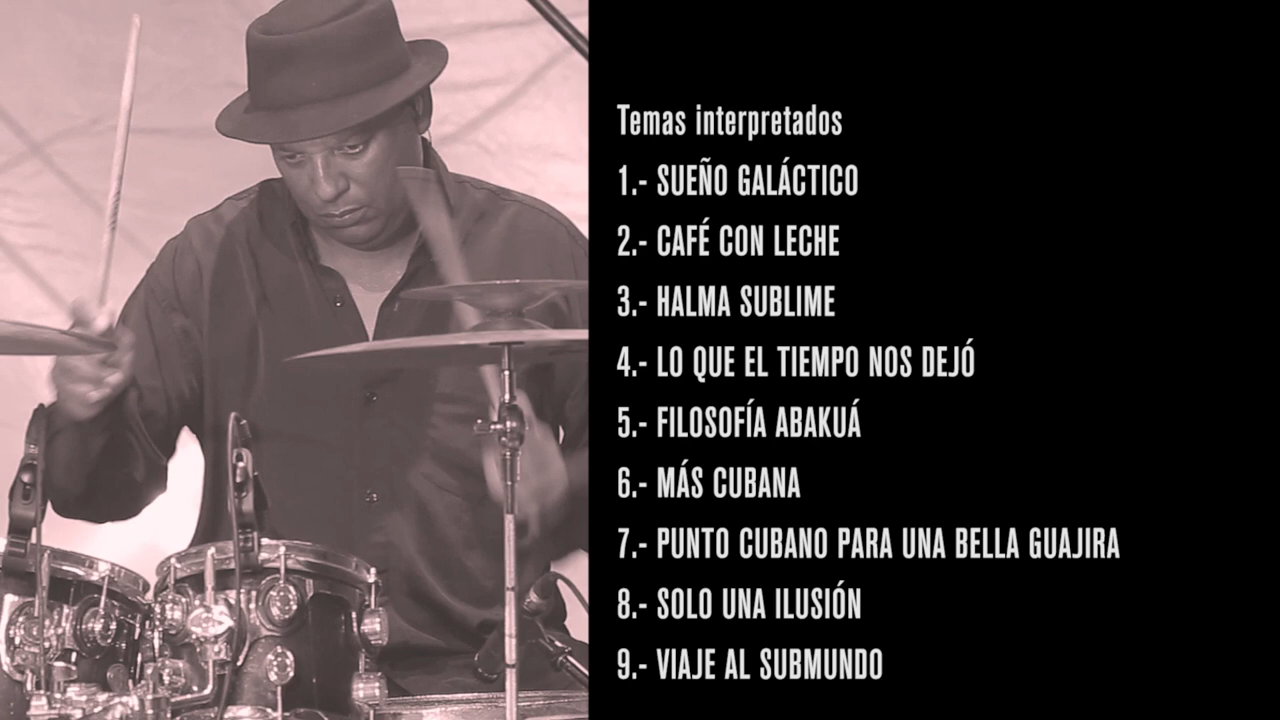 Temas interpretados
1.- SUEÑO GALÁCTICO
2.- CAFÉ CON LECHE
3.- HALMA SUBLIME
4.- LO QUE EL TIEMPO NOS DEJÓ
5.- FILOSOFÍA ABAKUÁ
6.- MÁS CUBANA
7.- PUNTO CUBANO PARA UNA BELLA GUAJIRA
8.- SOLO UNA ILUSIÓN
9.- VIAJE AL SUBMUNDO